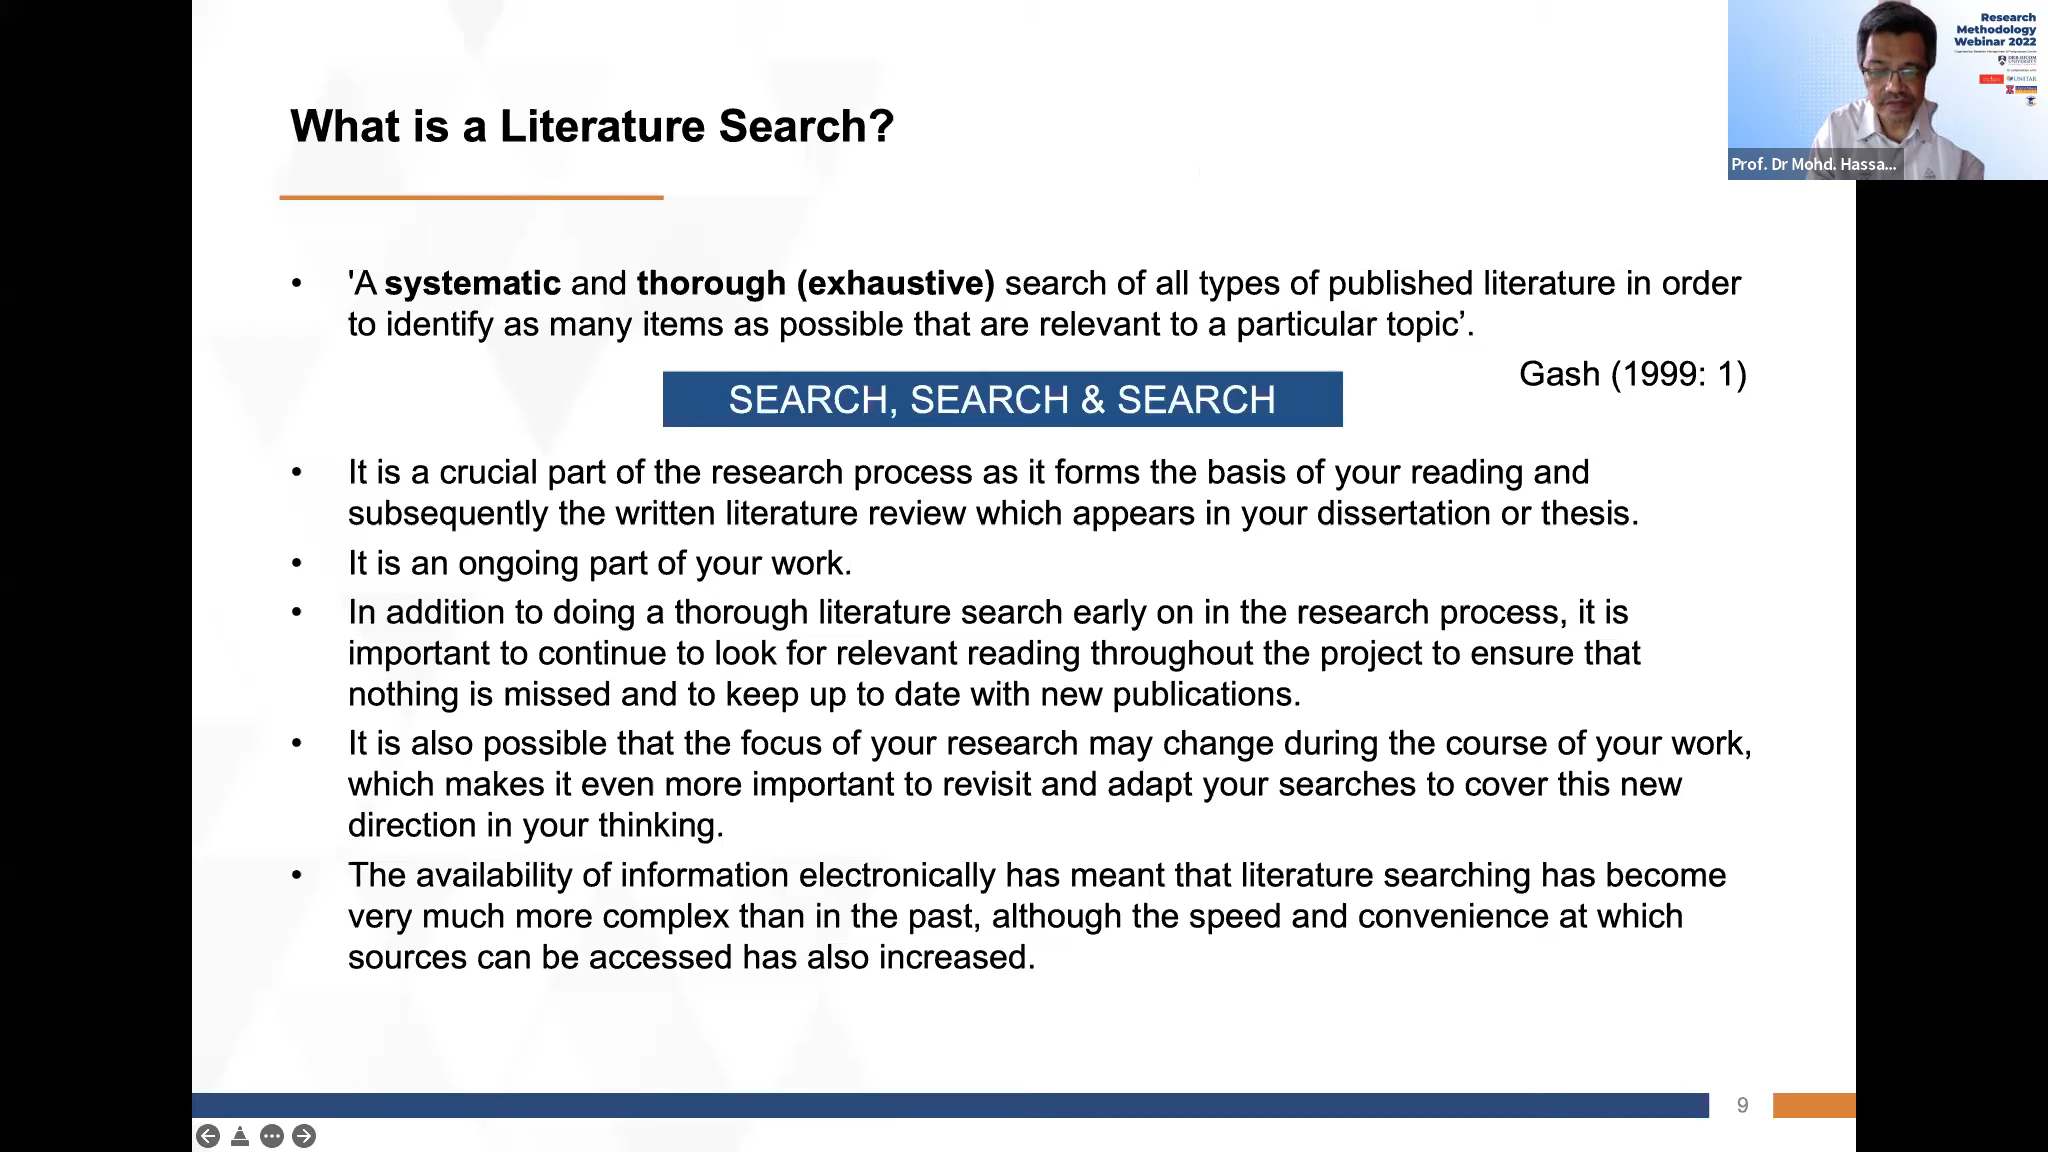 What is a Literature Search?
• 'A systematic and thorough (exhaustive) search of all types of published literature in order
to identify as many items as possible that are relevant to a particular topic’.
Gash (1999: 1)
SEARCH, SEARCH & SEARCH
• It is a crucial part of the research process as it forms the basis of your reading and
subsequently the written literature review which appears in your dissertation or thesis.
• It is an ongoing part of your work.
• In addition to doing a thorough literature search early on in the research process, it is
important to continue to look for relevant reading throughout the project to ensure that
nothing is missed and to keep up to date with new publications.
• It is also possible that the focus of your research may change during the course of your work,
which makes it even more important to revisit and adapt your searches to cover this new
direction in your thinking.
• The availability of information electronically has meant that literature searching has become
very much more complex than in the past, although the speed and convenience at which
sources can be accessed has also increased.
9
Research
Methodology
Webinar 2022
UNITAR
Prof. Dr Mohd. Hassa...